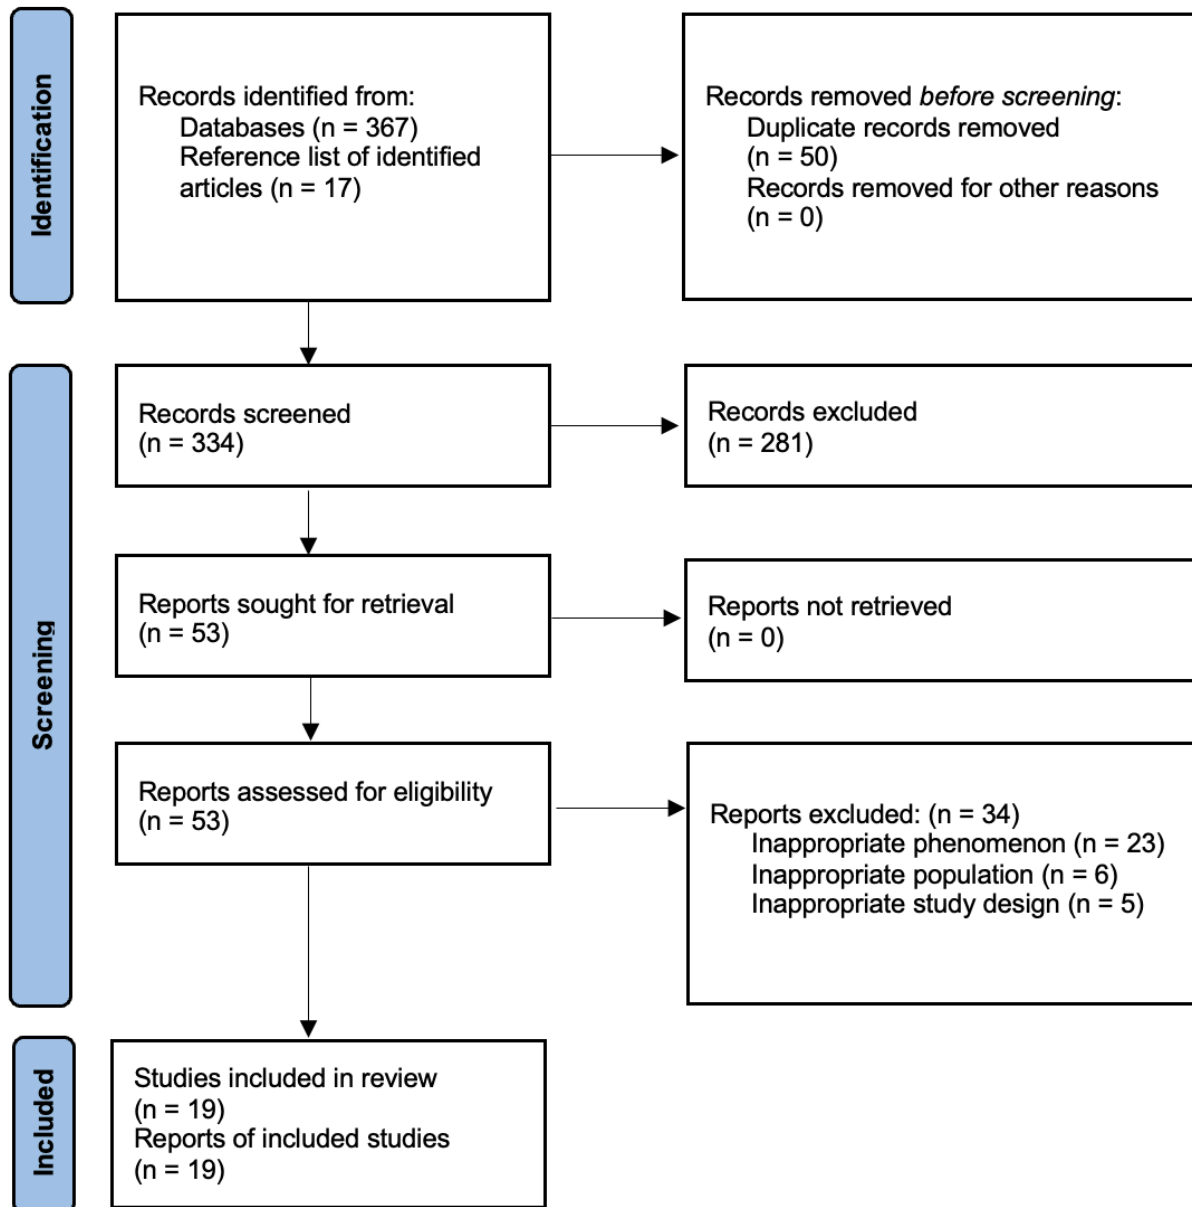 Identification
Records identified from:
Databases (n = 367)
Reference list of identified
articles (n = 17)
Records removed before screening:
Duplicate records removed
(n = 50)
Records removed for other reasons
(n = 0)
Screening
Records screened
(n = 334)
Records excluded
(n = 281)
Reports sought for retrieval
(n = 53)
Reports not retrieved
(n = 0)
Reports assessed for eligibility
(n = 53)
Reports excluded: (n = 34)
Inappropriate phenomenon (n = 23)
Inappropriate population (n = 6)
Inappropriate study design (n = 5)
Included
Studies included in review
(n = 19)
Reports of included studies
(n = 19)